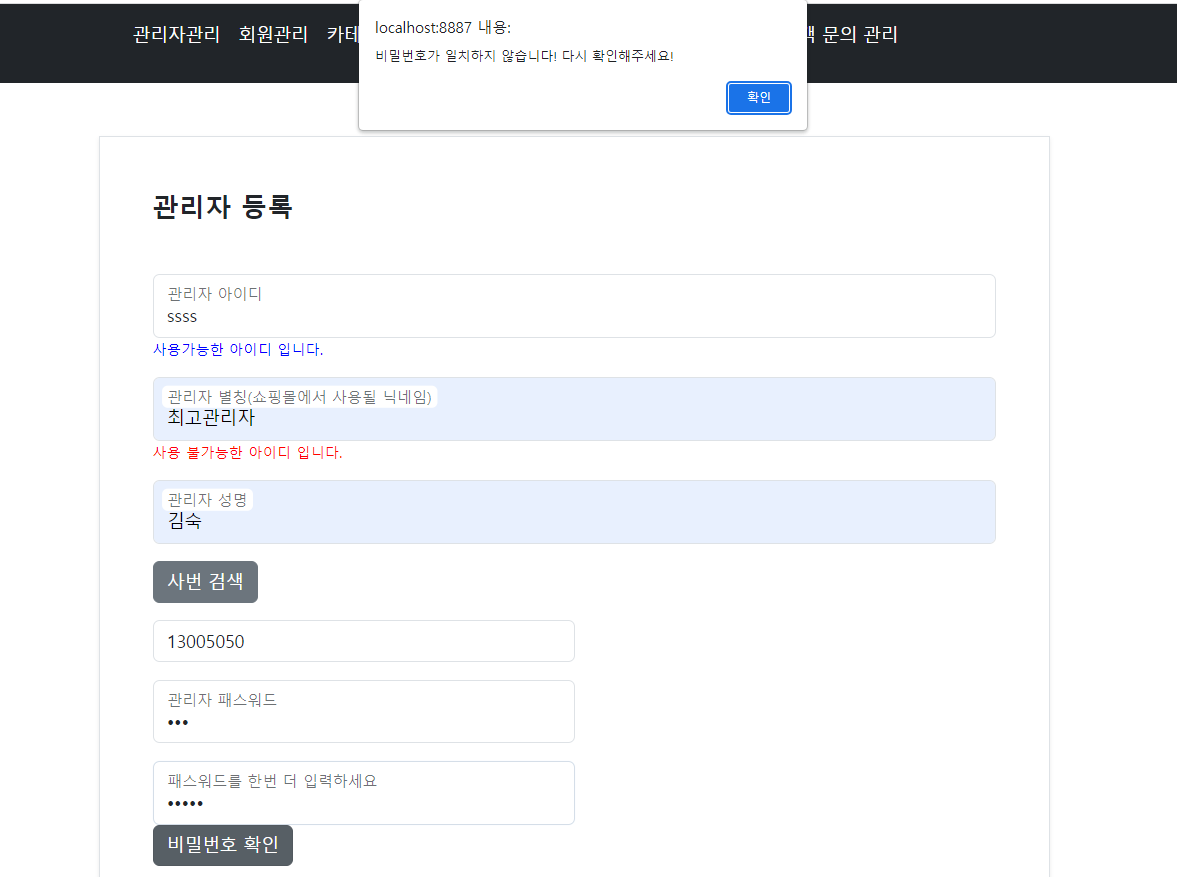 관리자관리 회원관리 카테
localhost:8887 내용:
비밀번호가 일치하지 않습니다! 다시 확인해주세요!
확인
문의 관리
관리자 등록
관리자 아이디
ssss
사용가능한 아이디 입니다.
관리자 별칭(쇼핑몰에서 사용될 닉네임)
최고관리자
사용 불가능한 아이디 입니다.
관리자 성명
김숙
사번 검색
13005050
관리자 패스워드
•••
패스워드를 한번 더 입력하세요
•••••
비밀번호 확인